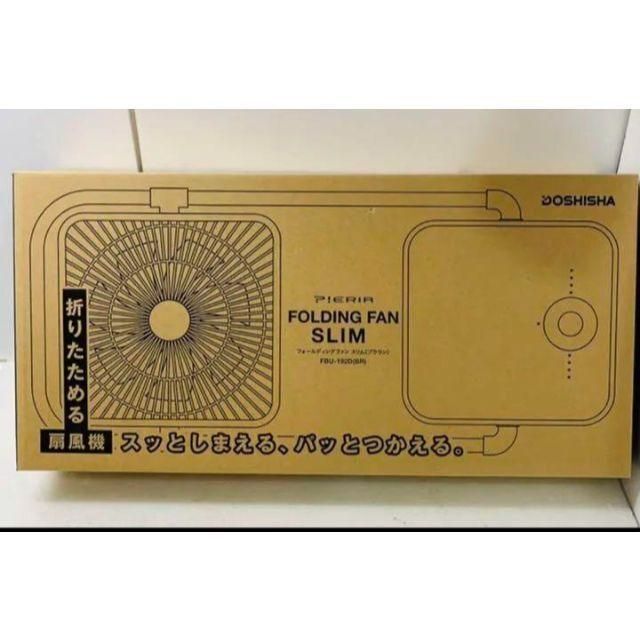 DOSHISHA
PIERIA
FOLDING FAN
SLIM
フォールディングファン スリム(ブラウン)
FBU-192D(BR)
折りたためる
扇風機
スッとしまえる、パッとつかえる。